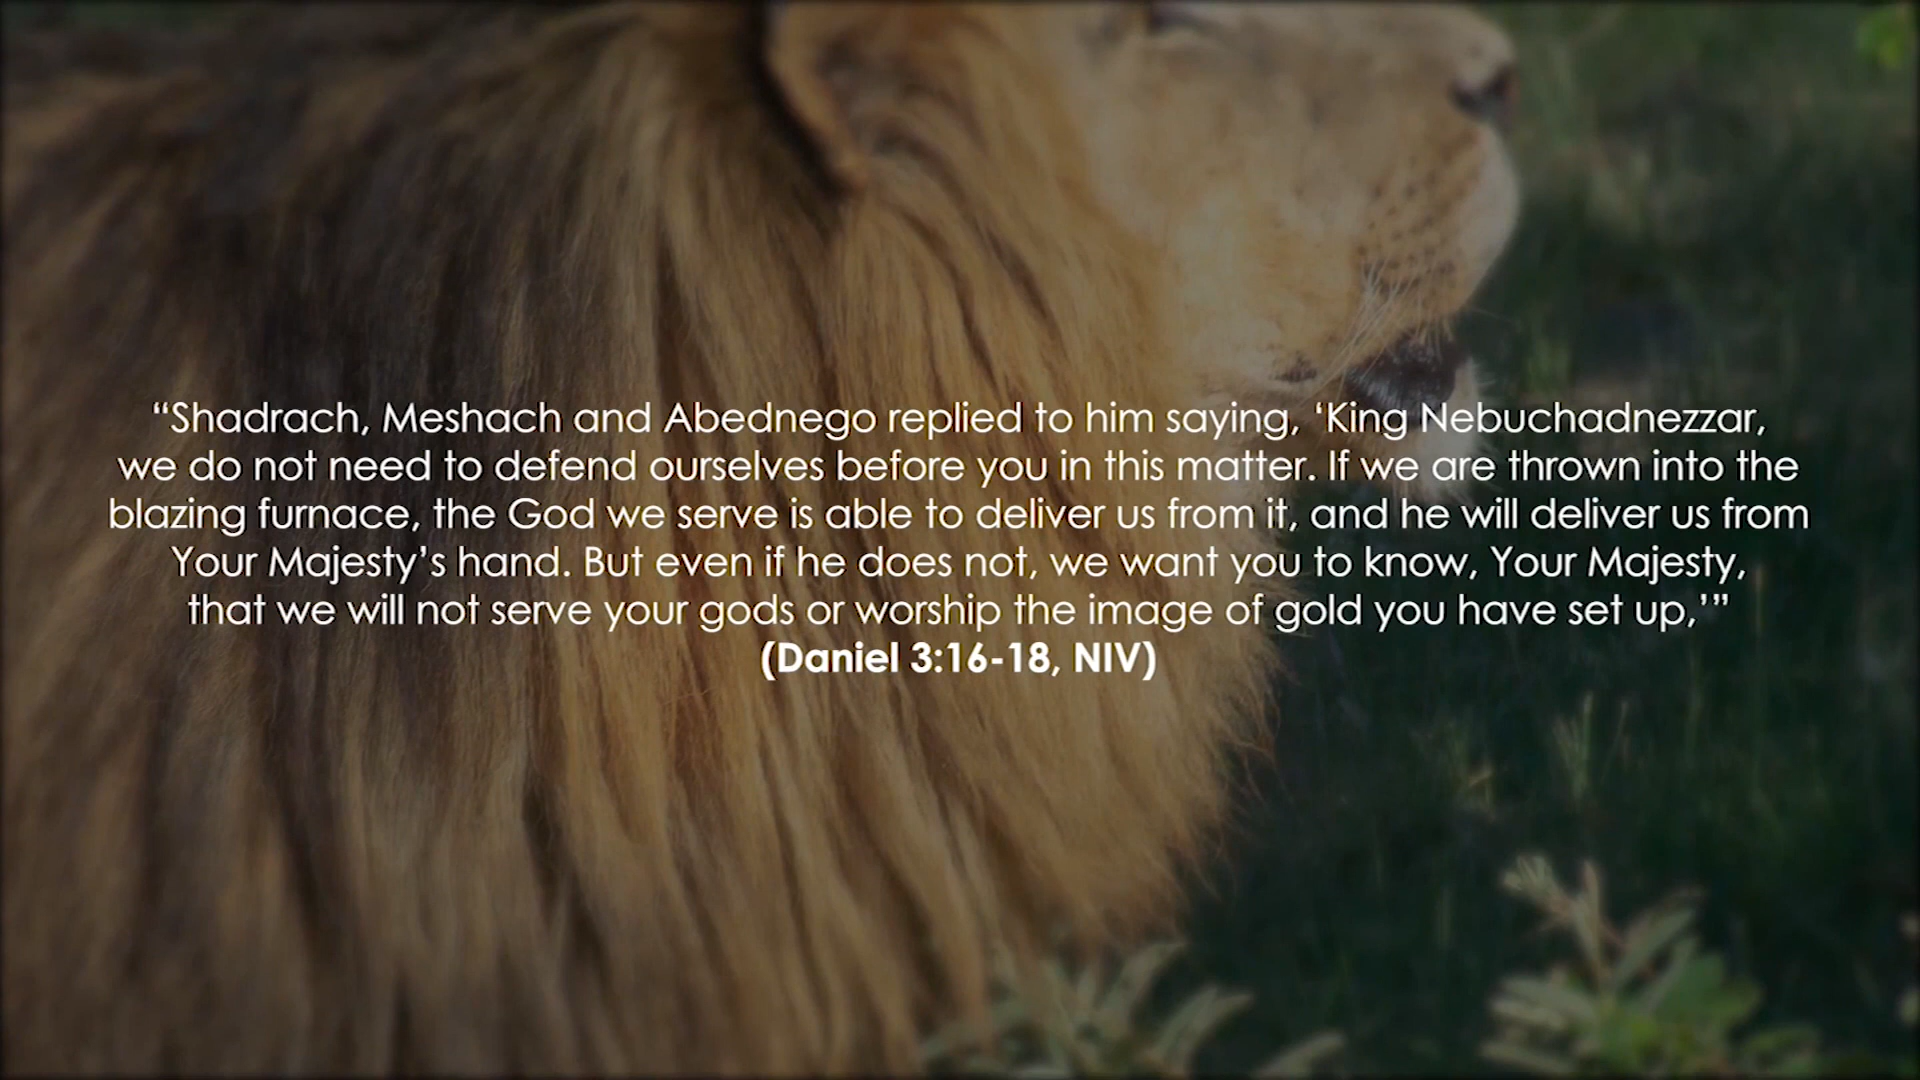 “Shadrach, Meshach and Abednego replied to him saying, ‘King Nebuchadnezzar,
we do not need to defend ourselves before you in this matter. If we are thrown into the
blazing furnace, the God we serve is able to deliver us from it, and he will deliver us from
Your Majesty’s hand. But even if he does not, we want you to know, Your Majesty,
that we will not serve your gods or worship the image of gold you have set up,’”
(Daniel 3:16-18, NIV)